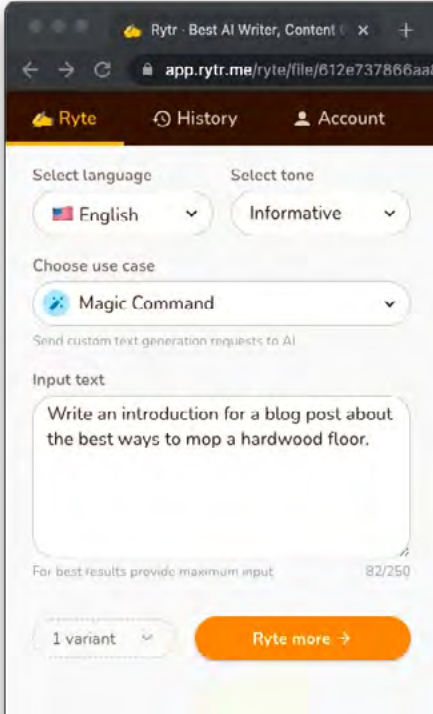 Rytr - Best AI Writer, Content
app.rytr.me/ryte/file/612e737866aa
Ryte History Account
Select language Select tone
English Informative
Choose use case
Magic Command
Send custom text generation requests to AI
Input text
Write an introduction for a blog post about
the best ways to mop a hardwood floor.
For best results provide maximum input 82/250
1 variant Ryte more →